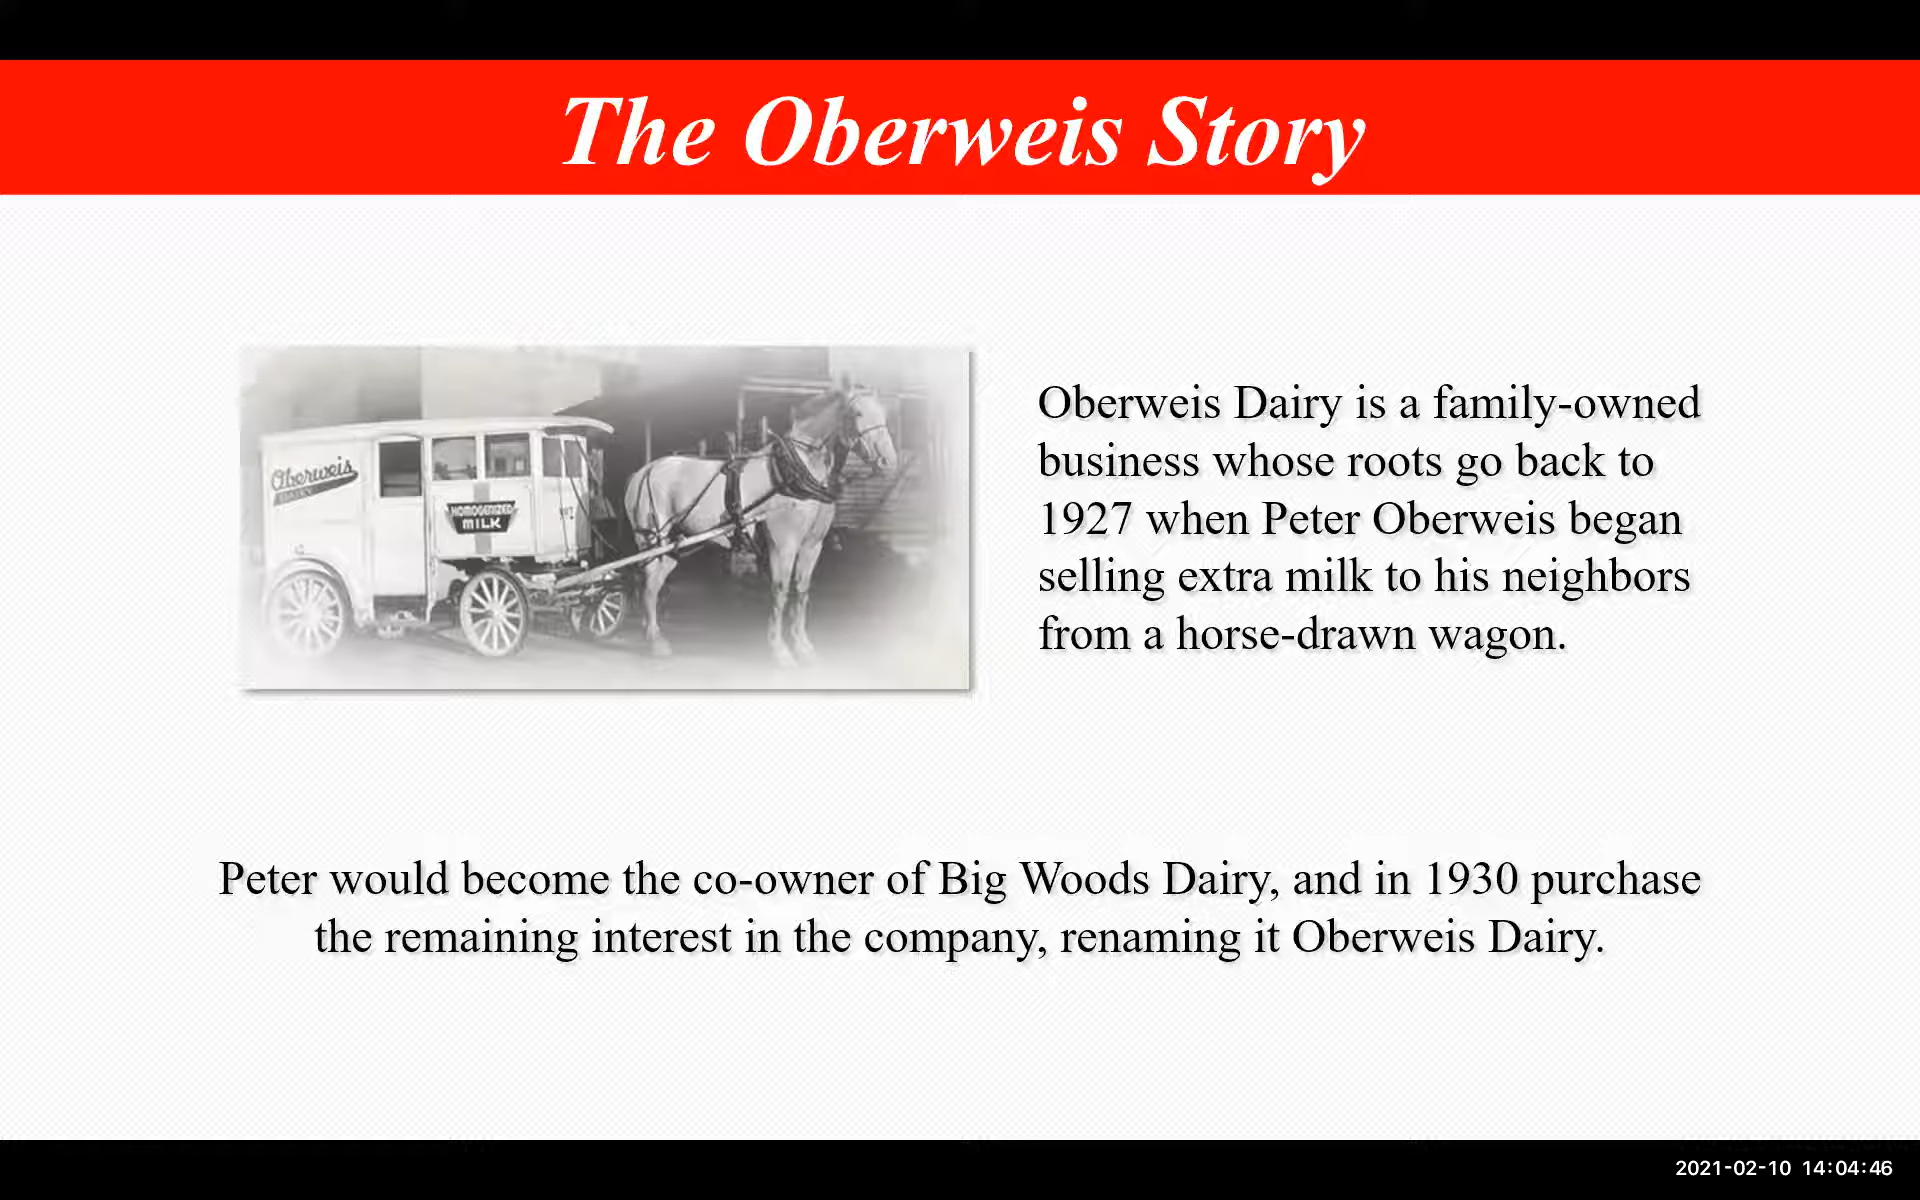 The Oberweis Story
Oberweis
DAIRY
HOMOGENIZED
MILK
Oberweis Dairy is a family-owned
business whose roots go back to
1927 when Peter Oberweis began
selling extra milk to his neighbors
from a horse-drawn wagon.
Peter would become the co-owner of Big Woods Dairy, and in 1930 purchase
the remaining interest in the company, renaming it Oberweis Dairy.
2021-02-10 14:04:46